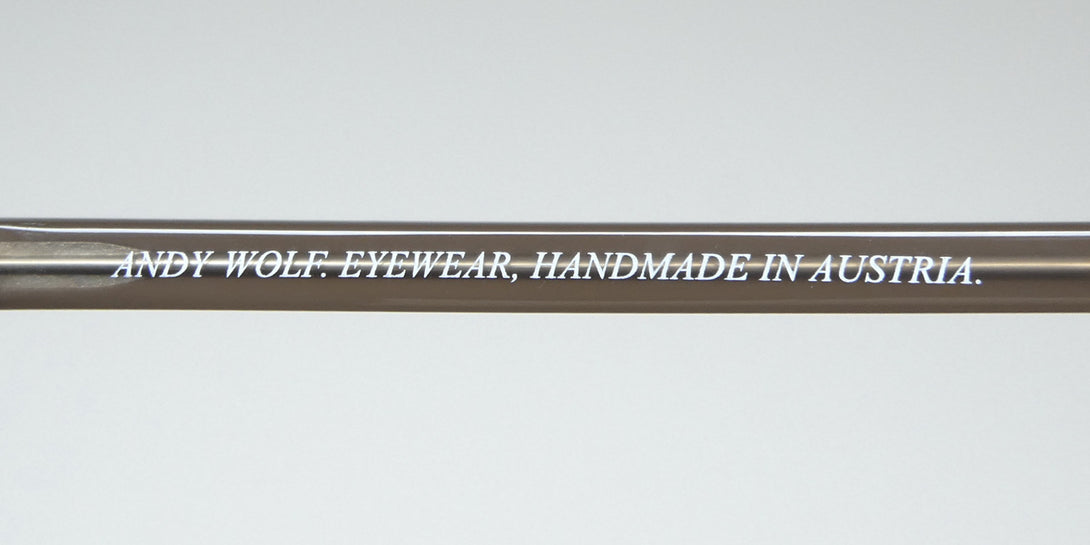 ANDY WOLF. EYEWEAR, HANDMADE IN AUSTRIA.